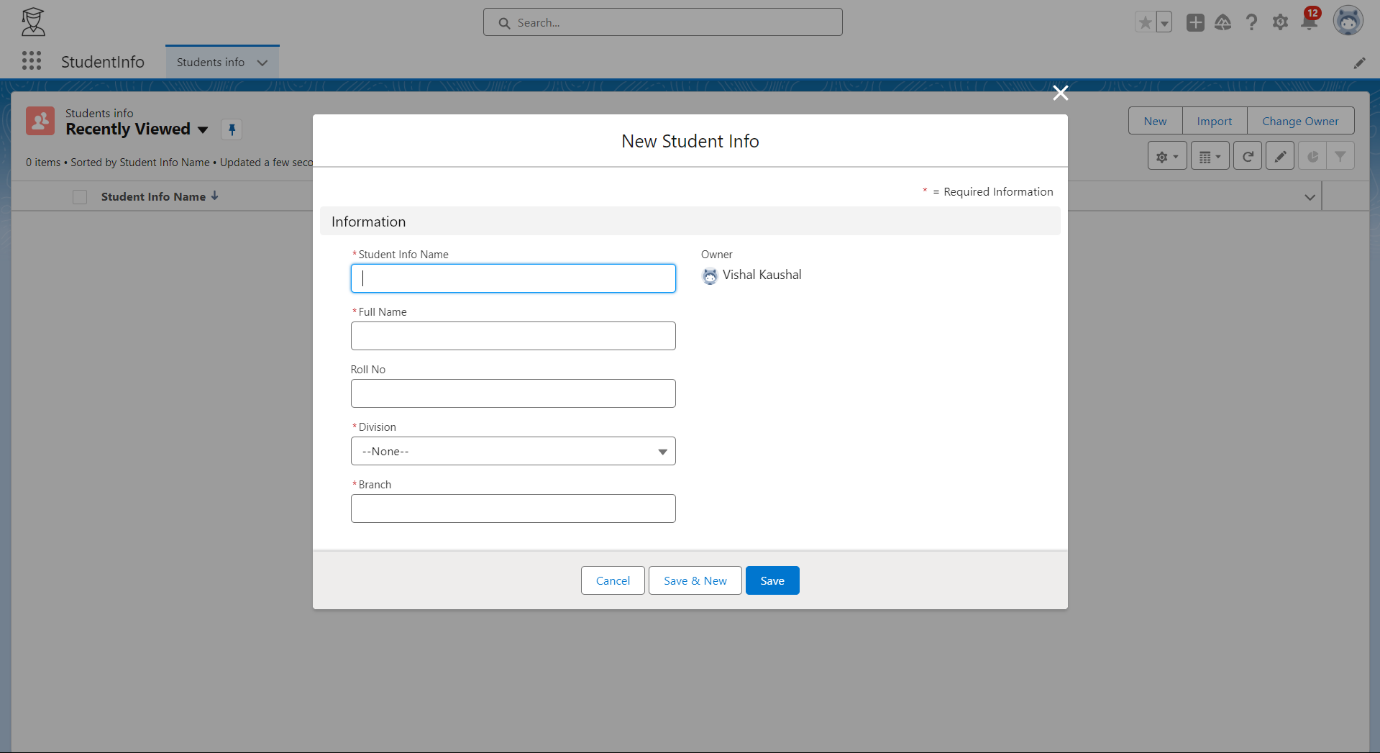 Search...
12
StudentInfo
Students info
Students info
Recently Viewed
New
Import
Change Owner
0 items • Sorted by Student Info Name • Updated a few seco
Student Info Name
New Student Info
* = Required Information
Information
*Student Info Name
Owner
Vishal Kaushal
*Full Name
Roll No
*Division
--None--
*Branch
Cancel
Save & New
Save